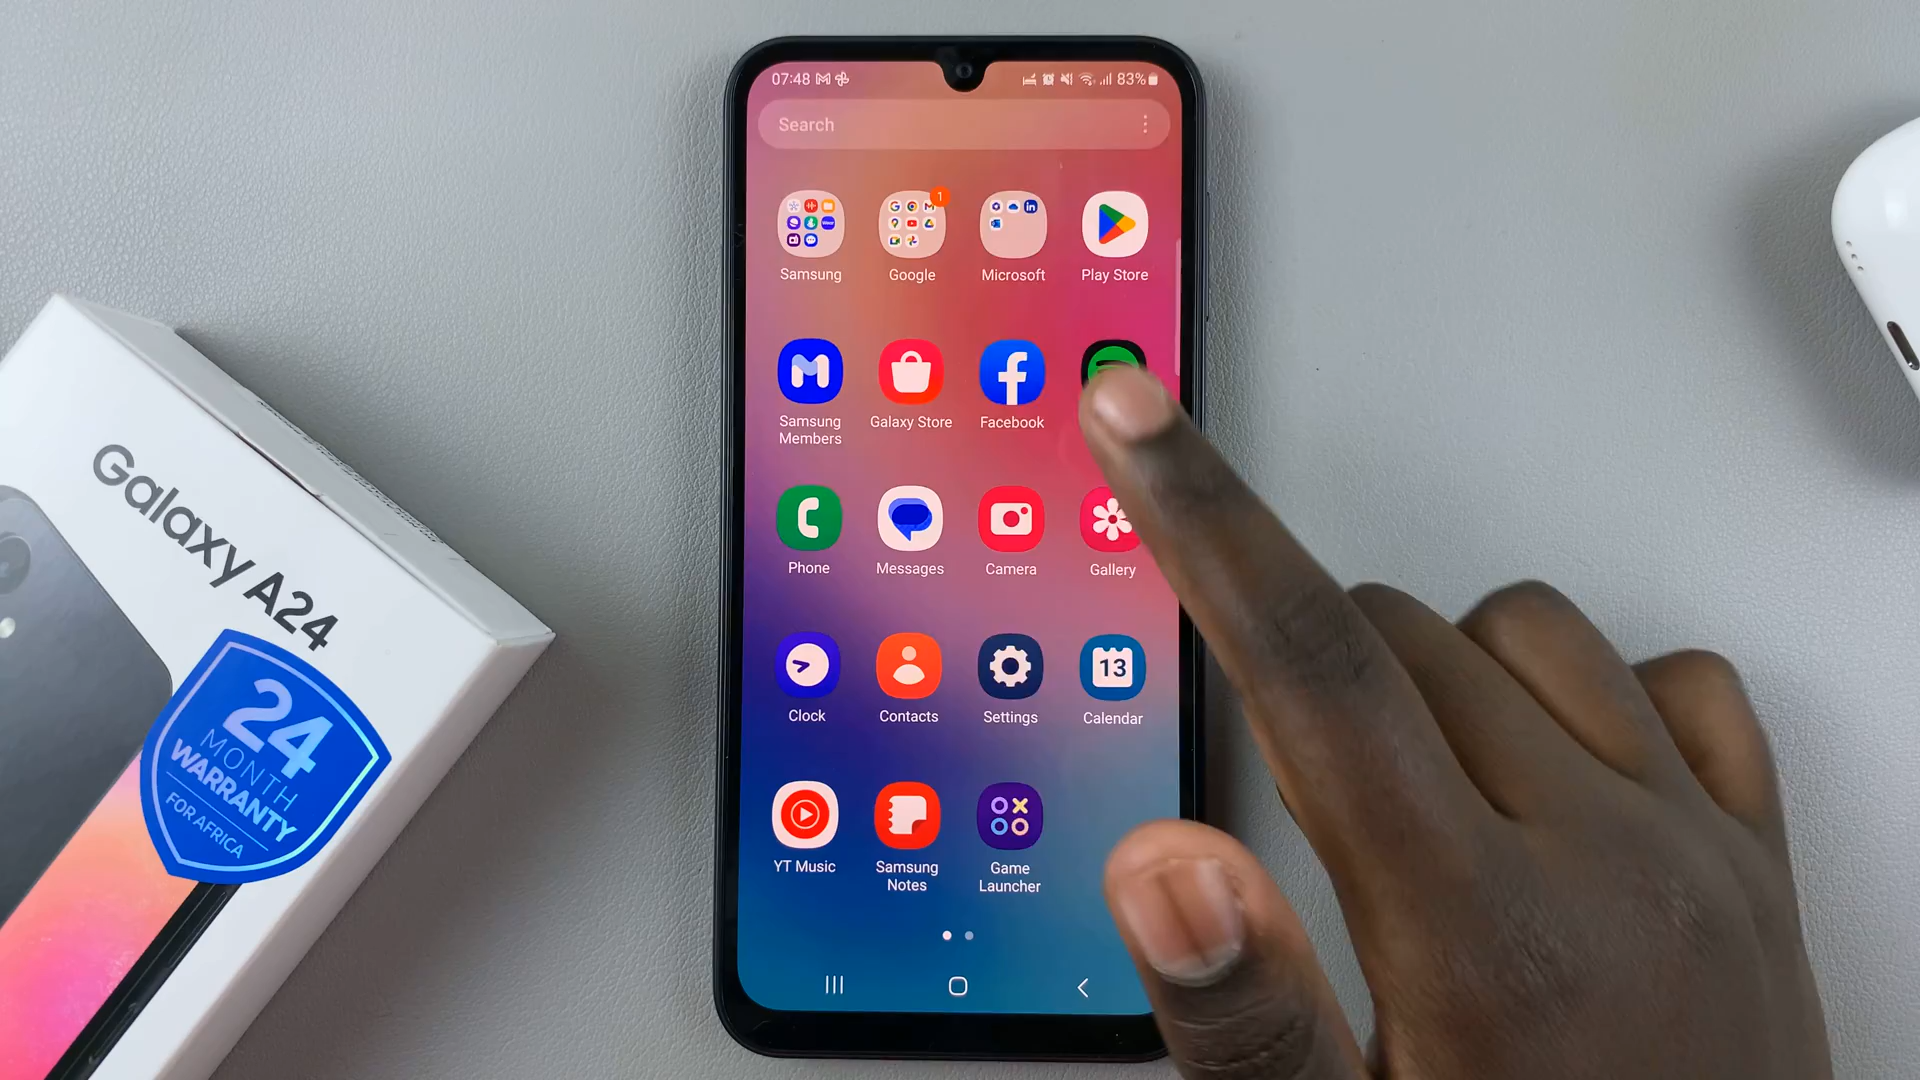 07:48
83%
Search
1
Samsung
Google
Microsoft
Play Store
Samsung
Members
Galaxy Store
Facebook
Phone
Messages
Camera
Gallery
Clock
Contacts
Settings
13
Calendar
YT Music
Samsung
Notes
Game
Launcher
Galaxy A24
24
MONTH
WARRANTY
FOR AFRICA